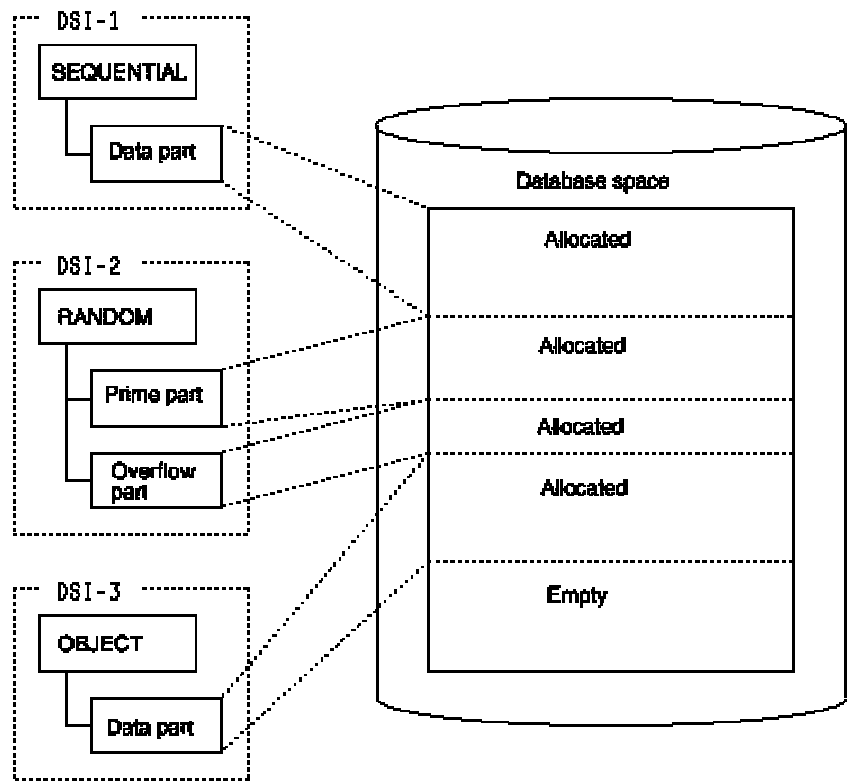 DSI-1
SEQUENTIAL
Data part
DSI-2
RANDOM
Prime part
Overflow
part
DSI-3
OBJECT
Data part
Database space
Allocated
Allocated
Allocated
Allocated
Empty